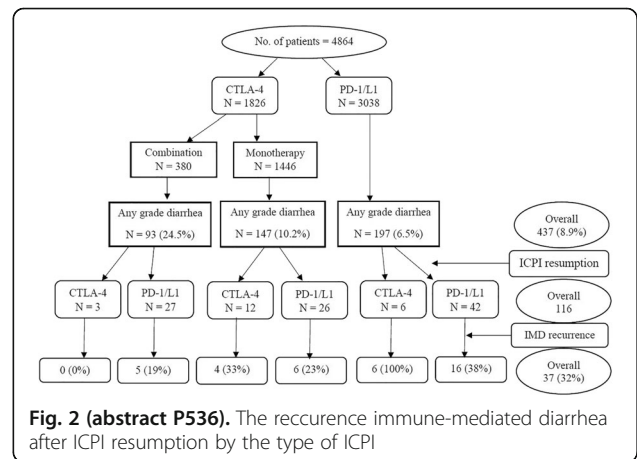 No. of patients = 4864
CTLA-4
N = 1826
PD-1/L1
N = 3038
Combination
N = 380
Monotherapy
N = 1446
Any grade diarrhea
N = 93 (24.5%)
Any grade diarrhea
N = 147 (10.2%)
Any grade diarrhea
N = 197 (6.5%)
Overall
437 (8.9%)
ICPI resumption
CTLA-4
N = 3
PD-1/L1
N = 27
CTLA-4
N = 12
PD-1/L1
N = 26
CTLA-4
N = 6
PD-1/L1
N = 42
Overall
116
IMD recurrence
0 (0%)
5 (19%)
4 (33%)
6 (23%)
6 (100%)
16 (38%)
Overall
37 (32%)
Fig. 2 (abstract P536). The reccurence immune-mediated diarrhea
after ICPI resumption by the type of ICPI